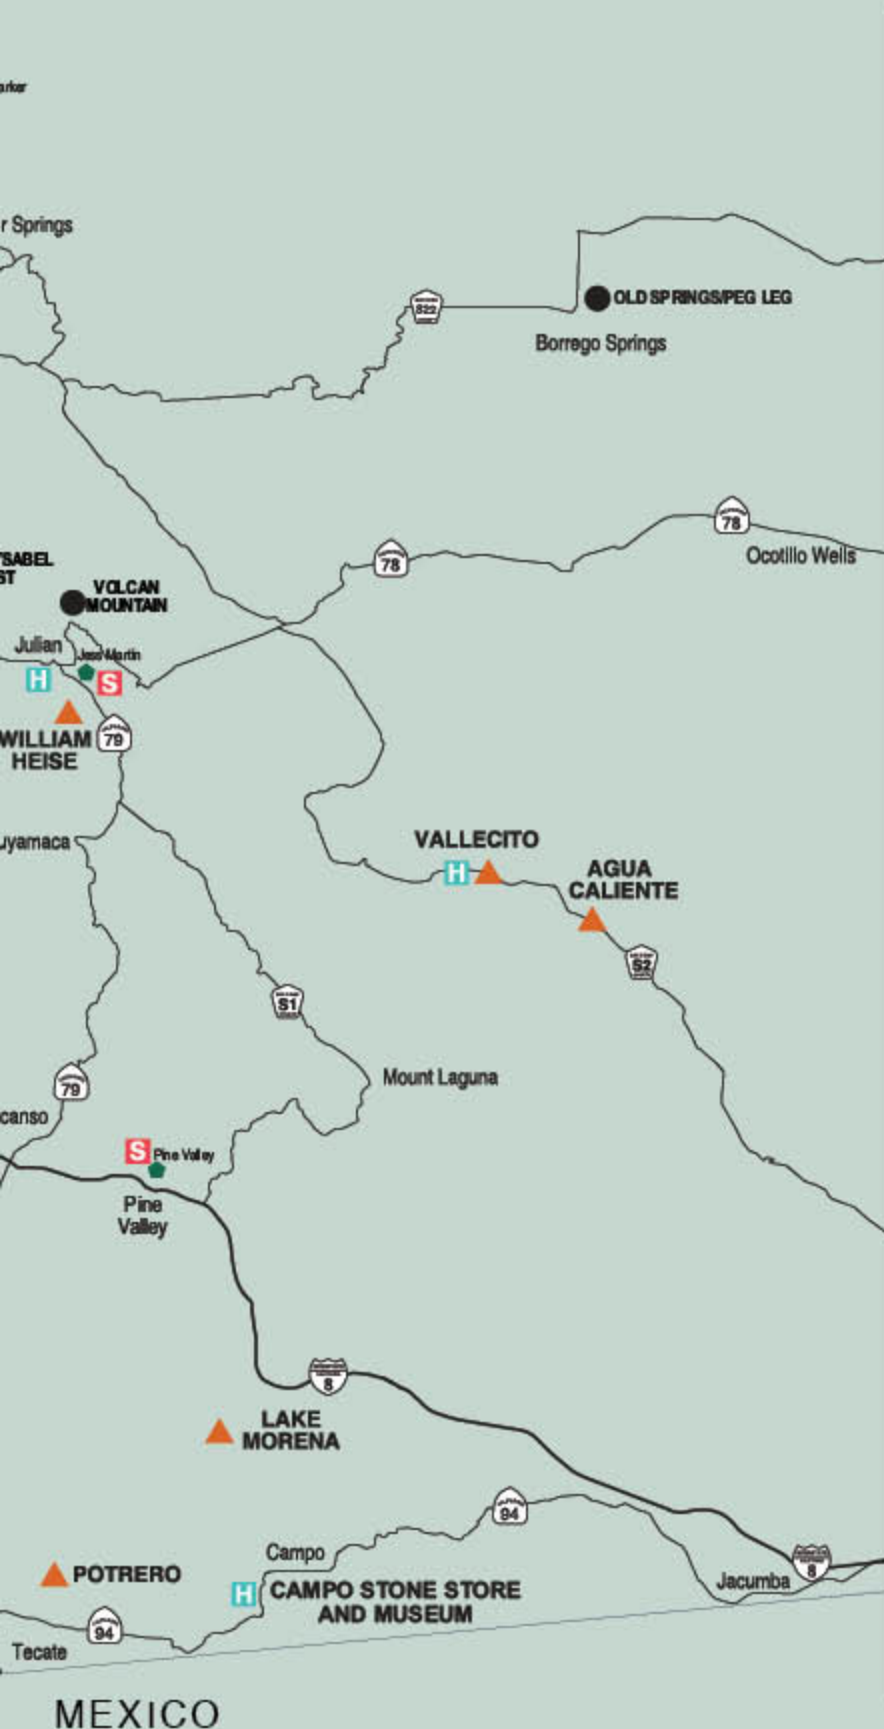 arker
r Springs
S22
OLD SPRINGS/PEG LEG
Borrego Springs
78
78
Ocotillo Wells
YSABEL
ST
VOLCAN
MOUNTAIN
Julian
Jess Martin
H
S
WILLIAM
HEISE
79
uyamaca
VALLECITO
H
AGUA
CALIENTE
S2
S1
Mount Laguna
79
canso
S
Pine Valley
Pine
Valley
8
LAKE
MORENA
94
Campo
8
POTRERO
Jacumba
H
CAMPO STONE STORE
AND MUSEUM
94
Tecate
MEXICO